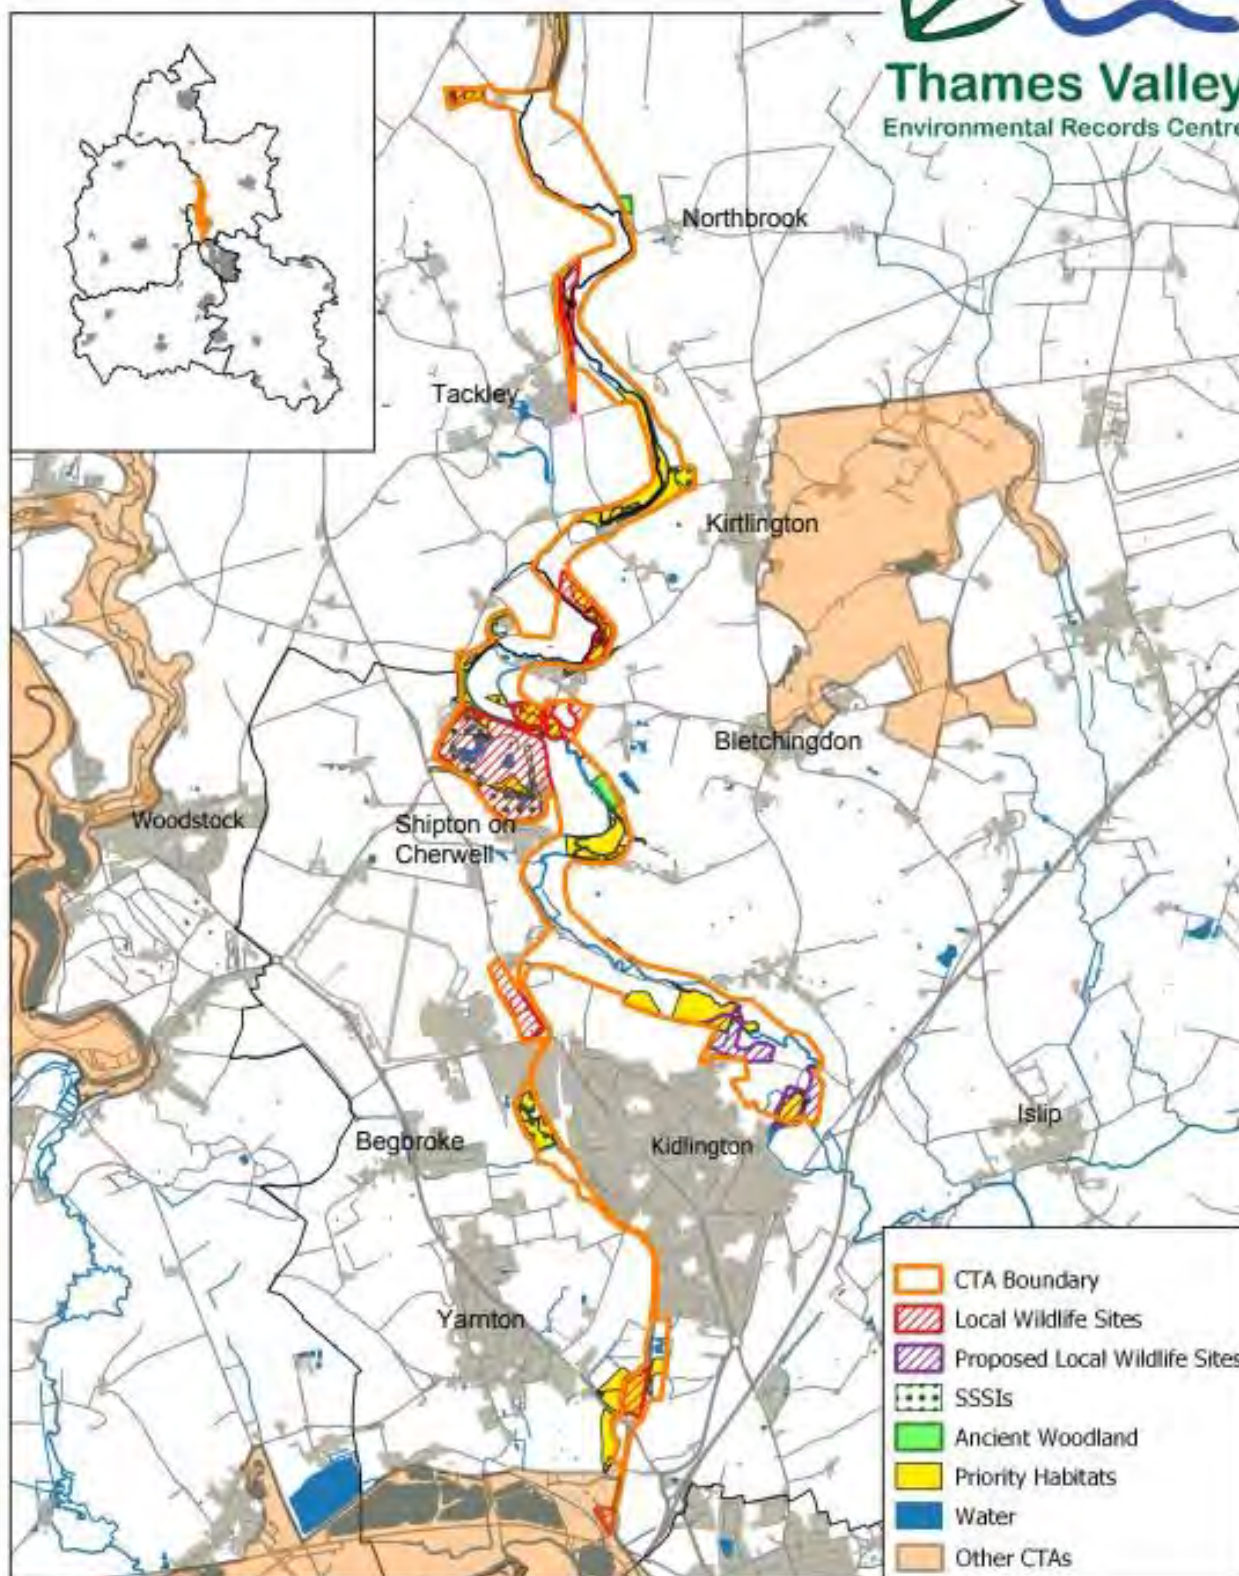 Thames Valley
Environmental Records Centre
Northbrook
Tackley
Kirtlington
Bletchingdon
Woodstock
Shipton on
Cherwell
Islip
Begbroke
Kidlington
Yarnton
CTA Boundary
Local Wildlife Sites
Proposed Local Wildlife Sites
SSSIs
Ancient Woodland
Priority Habitats
Water
Other CTAs